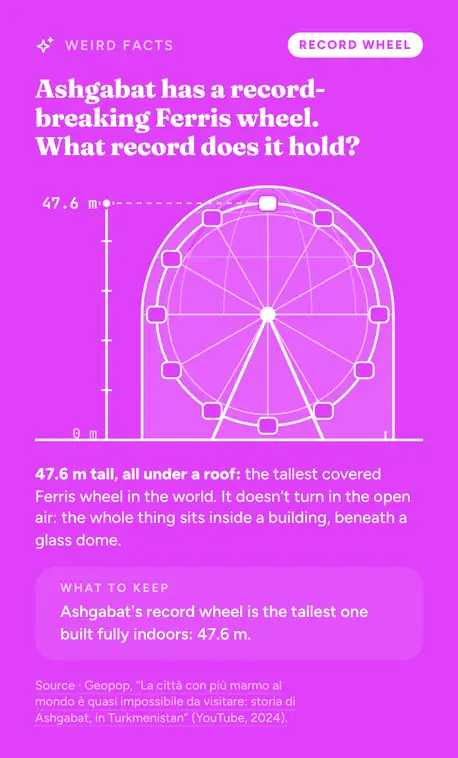 WEIRD FACTS
RECORD WHEEL
Ashgabat has a record-
breaking Ferris wheel.
What record does it hold?
47.6 m
0 m
47.6 m tall, all under a roof: the tallest covered
Ferris wheel in the world. It doesn't turn in the open
air: the whole thing sits inside a building, beneath a
glass dome.
WHAT TO KEEP
Ashgabat's record wheel is the tallest one
built fully indoors: 47.6 m.
Source · Geopop, "La città con più marmo al
mondo è quasi impossibile da visitare: storia di
Ashgabat, in Turkmenistan" (YouTube, 2024).